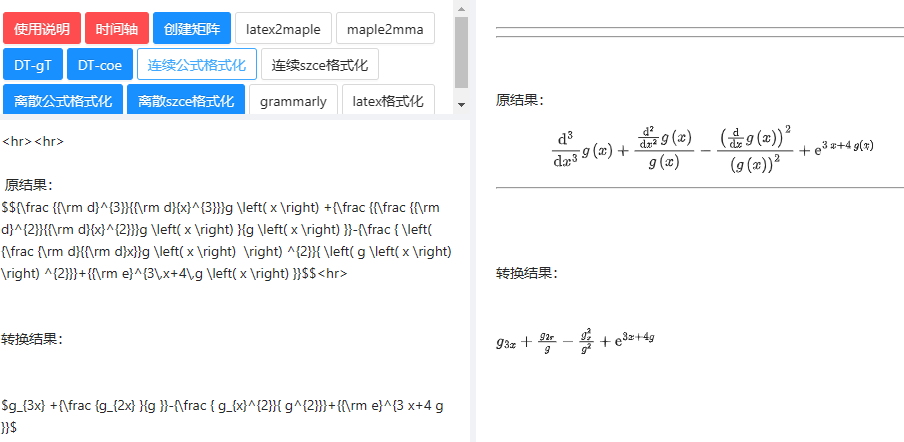 使用说明 时间轴 创建矩阵 latex2maple maple2mma
DT-gT DT-coe 连续公式格式化 连续szce格式化
离散公式格式化 离散szce格式化 grammarly latex格式化
<hr><hr>
原结果：
$${\frac {{\rm d}^{3}}{{\rm d}{x}^{3}}}g \left( x \right) +{\frac {{\frac {{\rm
d}^{2}}{{\rm d}{x}^{2}}}g \left( x \right) }{g \left( x \right) }}-{\frac { \left(
{\frac {\rm d}{{\rm d}x}}g \left( x \right)  \right) ^{2}}{ \left( g \left( x \right)
\right) ^{2}}}+{{\rm e}^{3\,x+4\,g \left( x \right) }}$$<hr>
转换结果：
$g_{3x} +{\frac {g_{2x} }{g }}-{\frac { g_{x}^{2}}{ g^{2}}}+{{\rm e}^{3 x+4 g
}}$
原结果：
\frac{d^3}{dx^3} g(x) + \frac{\frac{d^2}{dx^2} g(x)}{g(x)} - \frac{(\frac{d}{dx} g(x))^2}{(g(x))^2} + e^{3 x+4 g(x)}
转换结果：
g_{3x} + \frac{g_{2x}}{g} - \frac{g_x^2}{g^2} + e^{3x+4g}